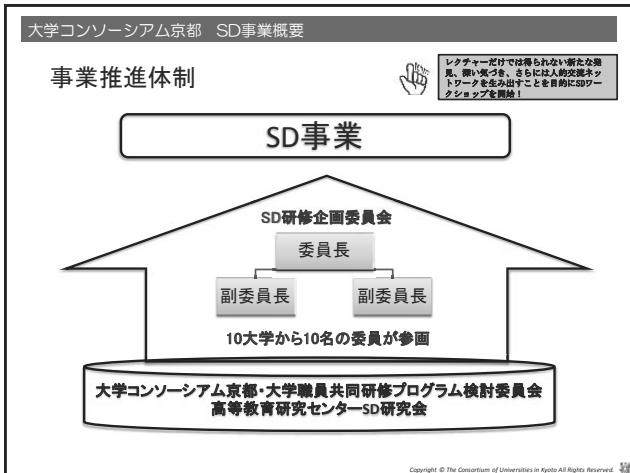 大学コンソーシアム京都　SD事業概要
事業推進体制
レクチャーだけでは得られない新たな発
見、深い気づき、さらには人的交流ネッ
トワークを生み出すことを目的にSDワー
クショップを開始！
SD事業
SD研修企画委員会
委員長
副委員長
副委員長
10大学から10名の委員が参画
大学コンソーシアム京都・大学職員共同研修プログラム検討委員会
高等教育研究センターSD研究会
Copyright © The Consortium of Universities in Kyoto All Rights Reserved.